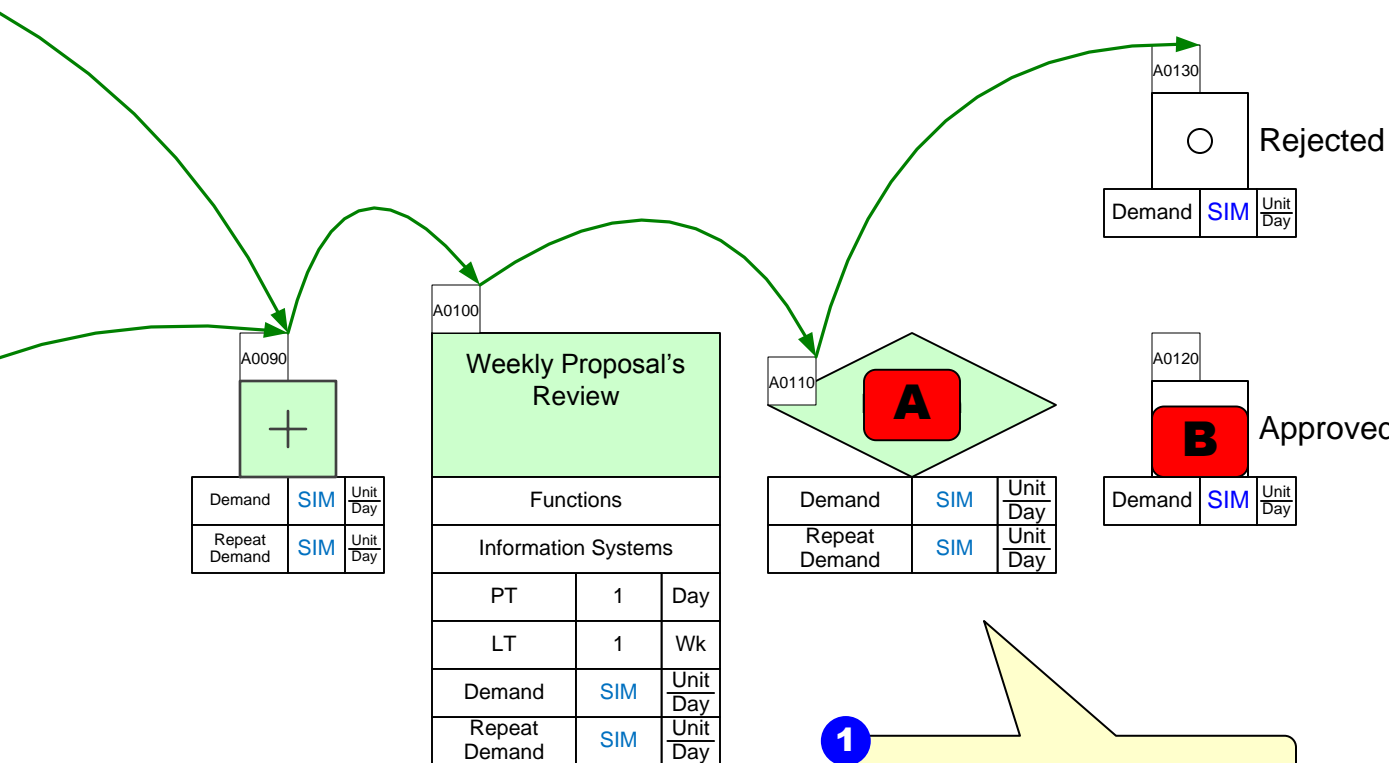 A0130
Rejected
Demand SIM Unit
Day
A0090
Demand SIM Unit
Day
Repeat
Demand SIM Unit
Day
A0100
Weekly Proposal's
Review
Functions
Information Systems
PT 1 Day
LT 1 Wk
Demand SIM Unit
Day
Repeat
Demand SIM Unit
Day
A0110
A
Demand SIM Unit
Day
Repeat
Demand SIM Unit
Day
A0120
B
Approved
Demand SIM Unit
Day
1